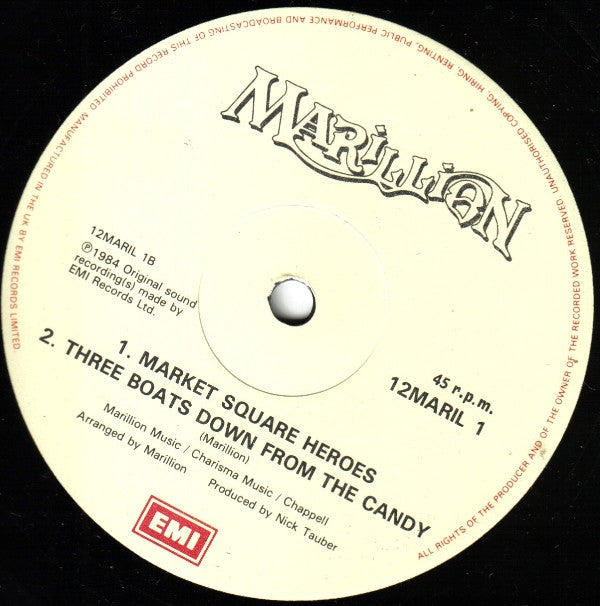 MARILLION
12MARIL 1B
℗1984 Original sound
recording(s) made by
EMI Records Ltd.
45 r.p.m.
12MARIL 1
1. MARKET SQUARE HEROES
2. THREE BOATS DOWN FROM THE CANDY
(Marillion)
Marillion Music / Charisma Music / Chappell
Arranged by Marillion
Produced by Nick Tauber
EMI
ALL RIGHTS OF THE PRODUCER AND OF THE OWNER OF THE RECORDED WORK RESERVED. UNAUTHORISED COPYING, HIRING, RENTING, PUBLIC PERFORMANCE AND BROADCASTING OF THIS RECORD PROHIBITED. MANUFACTURED IN THE UK BY EMI RECORDS LIMITED.